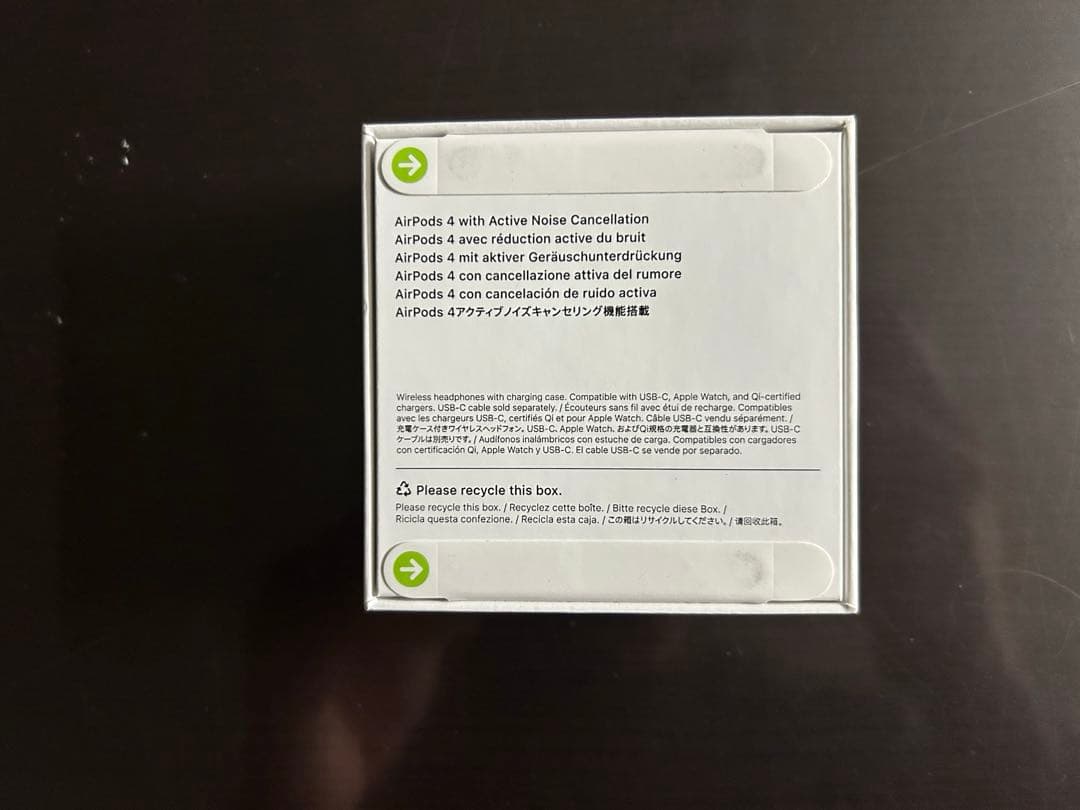 AirPods 4 with Active Noise Cancellation
AirPods 4 avec réduction active du bruit
AirPods 4 mit aktiver Geräuschunterdrückung
AirPods 4 con cancellazione attiva del rumore
AirPods 4 con cancelación de ruido activa
AirPods 4アクティブノイズキャンセリング機能搭載
Wireless headphones with charging case. Compatible with USB-C, Apple Watch, and Qi-certified
chargers. USB-C cable sold separately. / Écouteurs sans fil avec étui de recharge. Compatibles
avec les chargeurs USB-C, certifiés Qi et pour Apple Watch. Câble USB-C vendu séparément. /
充電ケース付きワイヤレスヘッドフォン。USB-C、Apple Watch、およびQi規格の充電器と互換性があります。USB-C
ケーブルは別売りです。/ Audífonos inalámbricos con estuche de carga. Compatibles con cargadores
con certificación Qi, Apple Watch y USB-C. El cable USB-C se vende por separado.
Please recycle this box.
Please recycle this box. / Recyclez cette boîte. / Bitte recycle diese Box. /
Ricicla questa confezione. / Recicla esta caja. / この箱はリサイクルしてください。/ 请回收此箱。